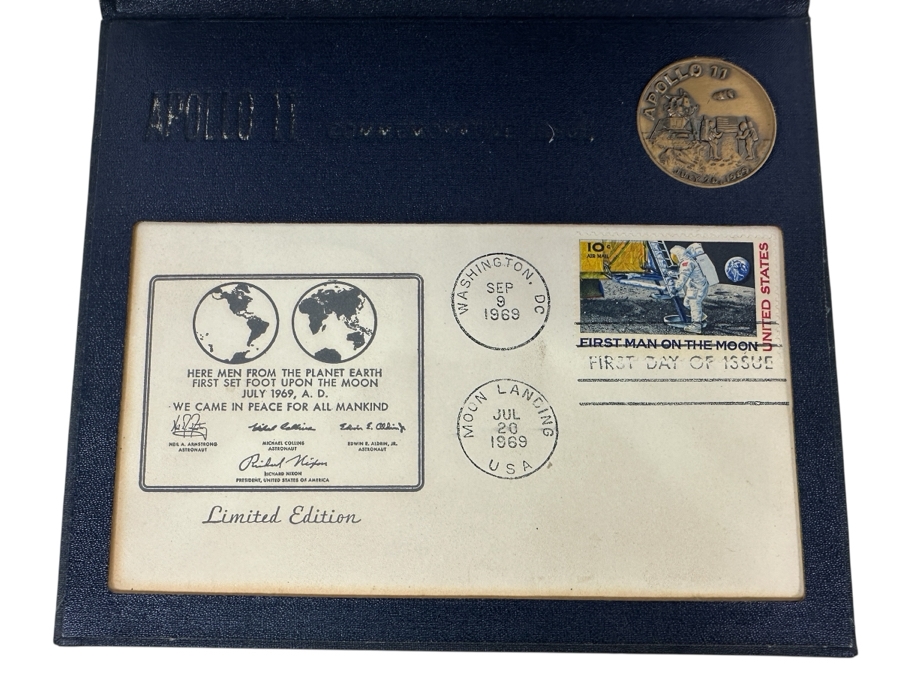 APOLLO 11
APOLLO 11
JULY 20, 1969
HERE MEN FROM THE PLANET EARTH
FIRST SET FOOT UPON THE MOON
JULY 1969, A. D.
WE CAME IN PEACE FOR ALL MANKIND
NEIL A. ARMSTRONG
ASTRONAUT
MICHAEL COLLINS
ASTRONAUT
EDWIN E. ALDRIN, JR.
ASTRONAUT
Richard Nixon
RICHARD NIXON
PRESIDENT, UNITED STATES OF AMERICA
Limited Edition
WASHINGTON, DC
SEP
9
1969
MOON LANDING
JUL
20
1969
USA
10c
AIR MAIL
UNITED STATES
FIRST MAN ON THE MOON
FIRST DAY OF ISSUE